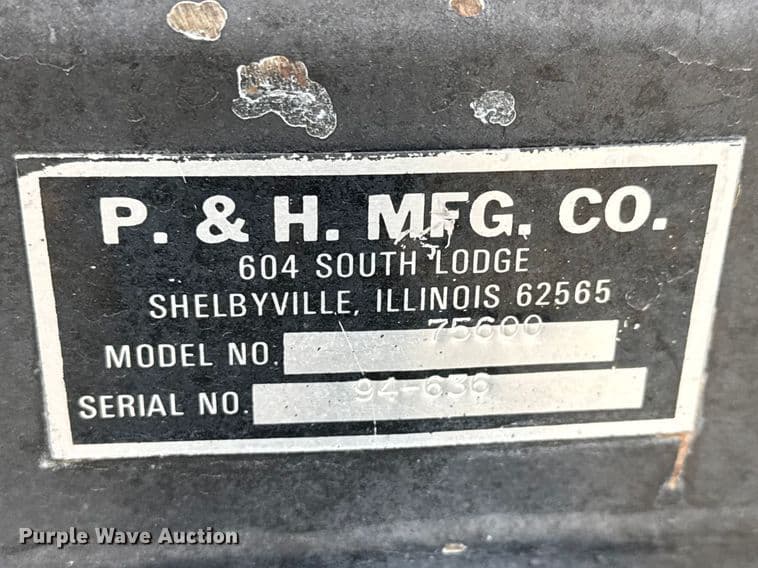 P. & H. MFG. CO.
604 SOUTH LODGE
SHELBYVILLE, ILLINOIS 62565
MODEL NO. 75600
SERIAL NO. 94-636
Purple Wave Auction